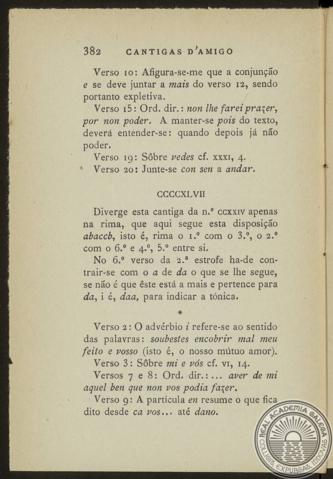 382 CANTIGAS D'AMIGO
Verso 10: Afigura-se-me que a conjunção
e se deve juntar a mais do verso 12, sendo
portanto expletiva.
Verso 15: Ord. dir.: non lhe farei prazer,
por non poder. A manter-se pois do texto,
deverá entender-se: quando depois já não
poder.
Verso 19: Sôbre vedes cf. XXXI, 4.
Verso 20: Junte-se con sen a andar.
CCCCXLVII
Diverge esta cantiga da n.º CCXXIV apenas
na rima, que aqui segue esta disposição
abaccb, isto é, rima o 1.º com o 3.º, o 2.º
com o 6.º e 4.º, 5.º entre si.
No 6.º verso da 2.ª estrofe ha-de con-
trair-se com o a de da o que se lhe segue,
se não é que êste está a mais e pertence para
da, i é, daa, para indicar a tónica.
*
Verso 2: O advérbio i refere-se ao sentido
das palavras: soubestes encobrir mal meu
feito e vosso (isto é, o nosso mútuo amor).
Verso 3: Sôbre mi e vós cf. VI, 14.
Versos 7 e 8: Ord. dir.: ... aver de mi
aquel ben que non vos podia fazer.
Verso 9: A partícula en resume o que fica
dito desde ca vos... até dano.
REAL ACADEMIA GALEGA